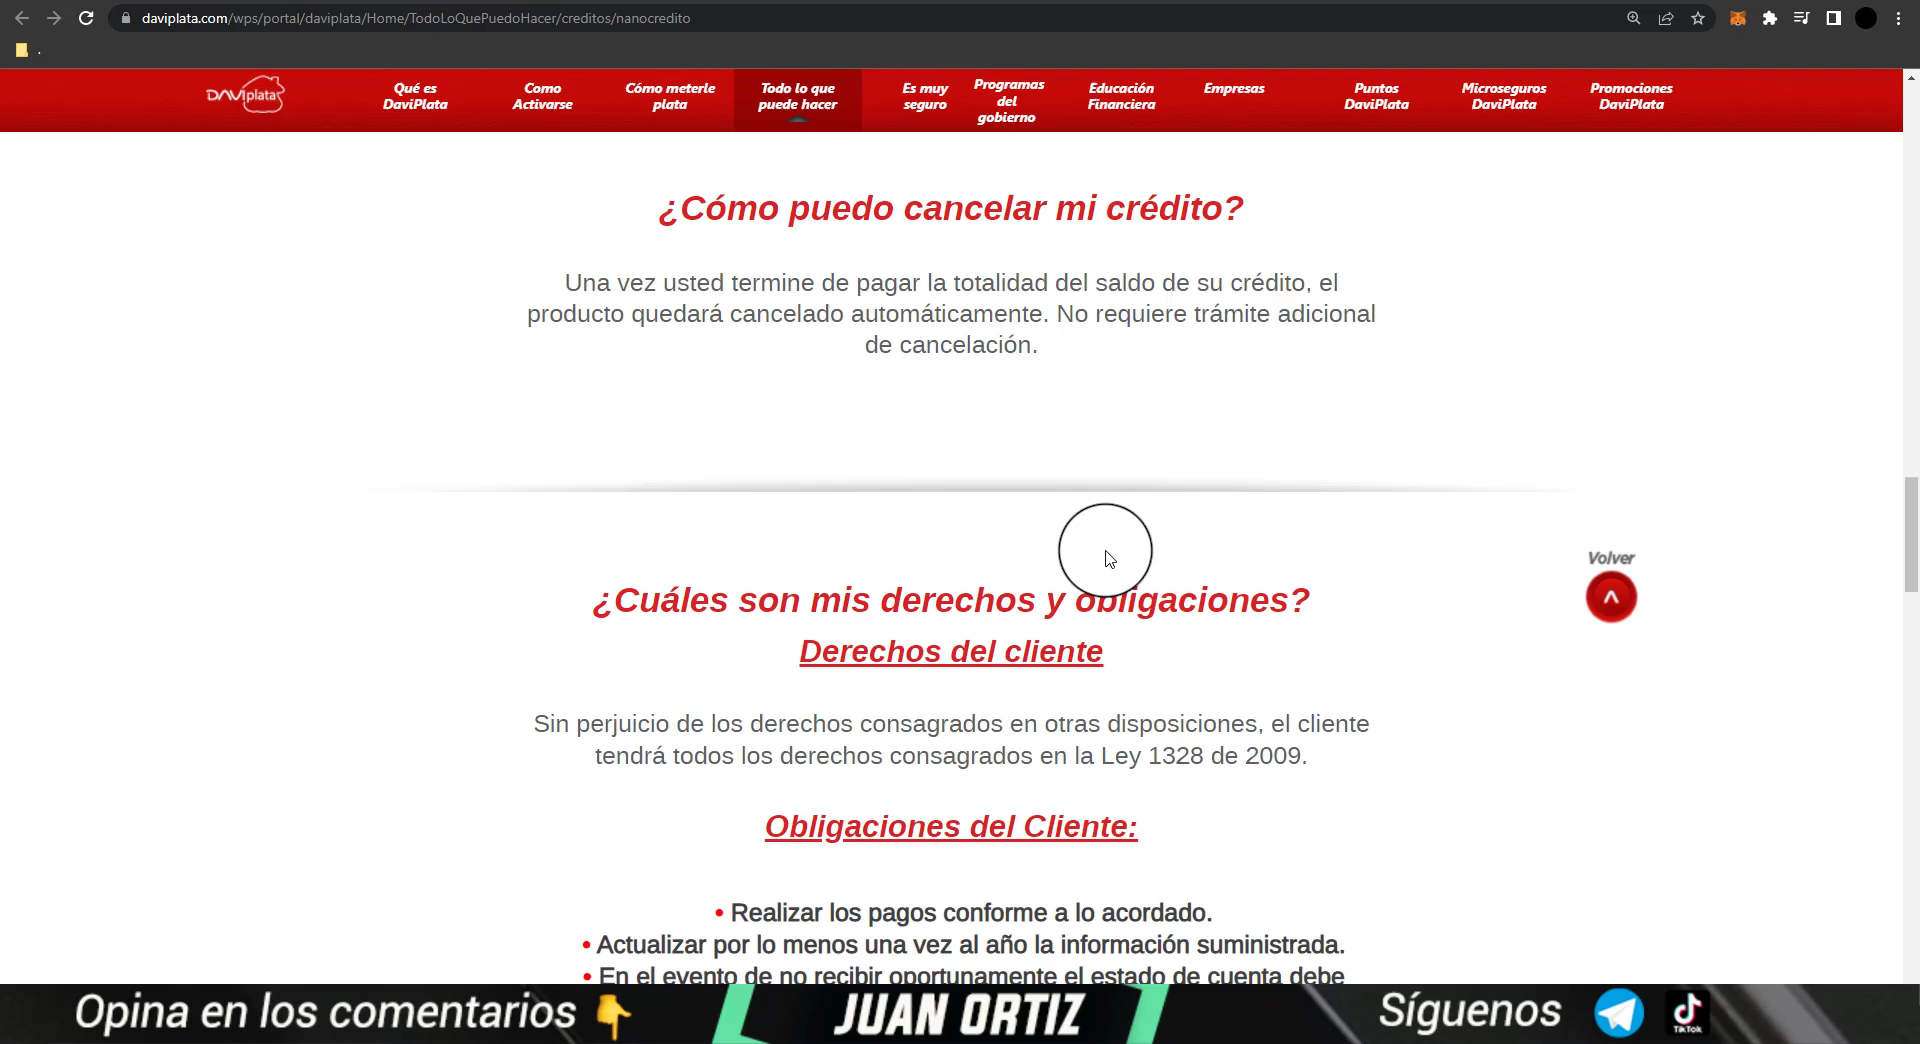 daviplata.com/wps/portal/daviplata/Home/TodoLoQuePuedoHacer/creditos/nanocredito
.
DAVIplata
Qué es
DaviPlata
Como
Activarse
Cómo meterle
plata
Todo lo que
puede hacer
Es muy
seguro
Programas
del
gobierno
Educación
Financiera
Empresas
Puntos
DaviPlata
Microseguros
DaviPlata
Promociones
DaviPlata
¿Cómo puedo cancelar mi crédito?
Una vez usted termine de pagar la totalidad del saldo de su crédito, el
producto quedará cancelado automáticamente. No requiere trámite adicional
de cancelación.
Volver
¿Cuáles son mis derechos y obligaciones?
Derechos del cliente
Sin perjuicio de los derechos consagrados en otras disposiciones, el cliente
tendrá todos los derechos consagrados en la Ley 1328 de 2009.
Obligaciones del Cliente:
• Realizar los pagos conforme a lo acordado.
• Actualizar por lo menos una vez al año la información suministrada.
• En el evento de no recibir oportunamente el estado de cuenta debe
Opina en los comentarios 👇
JUAN ORTIZ
Síguenos
TikTok